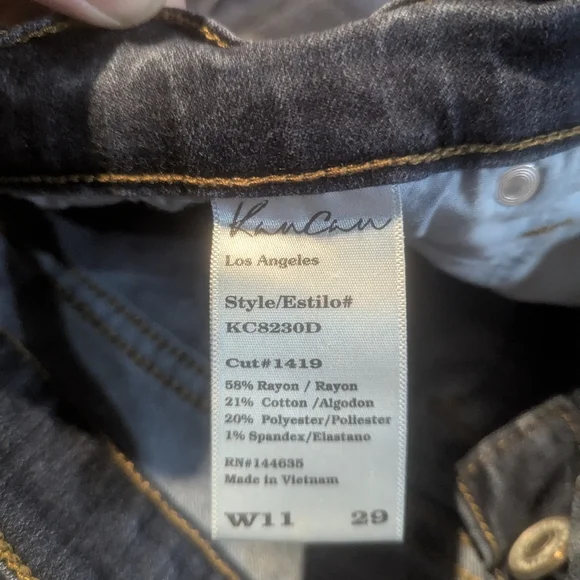 KanCan
Los Angeles
Style/Estilo#
KC8230D
Cut#1419
58% Rayon / Rayon
21% Cotton /Algodon
20% Polyester/Poliester
1% Spandex/Elastano
RN#144635
Made in Vietnam
W11 29